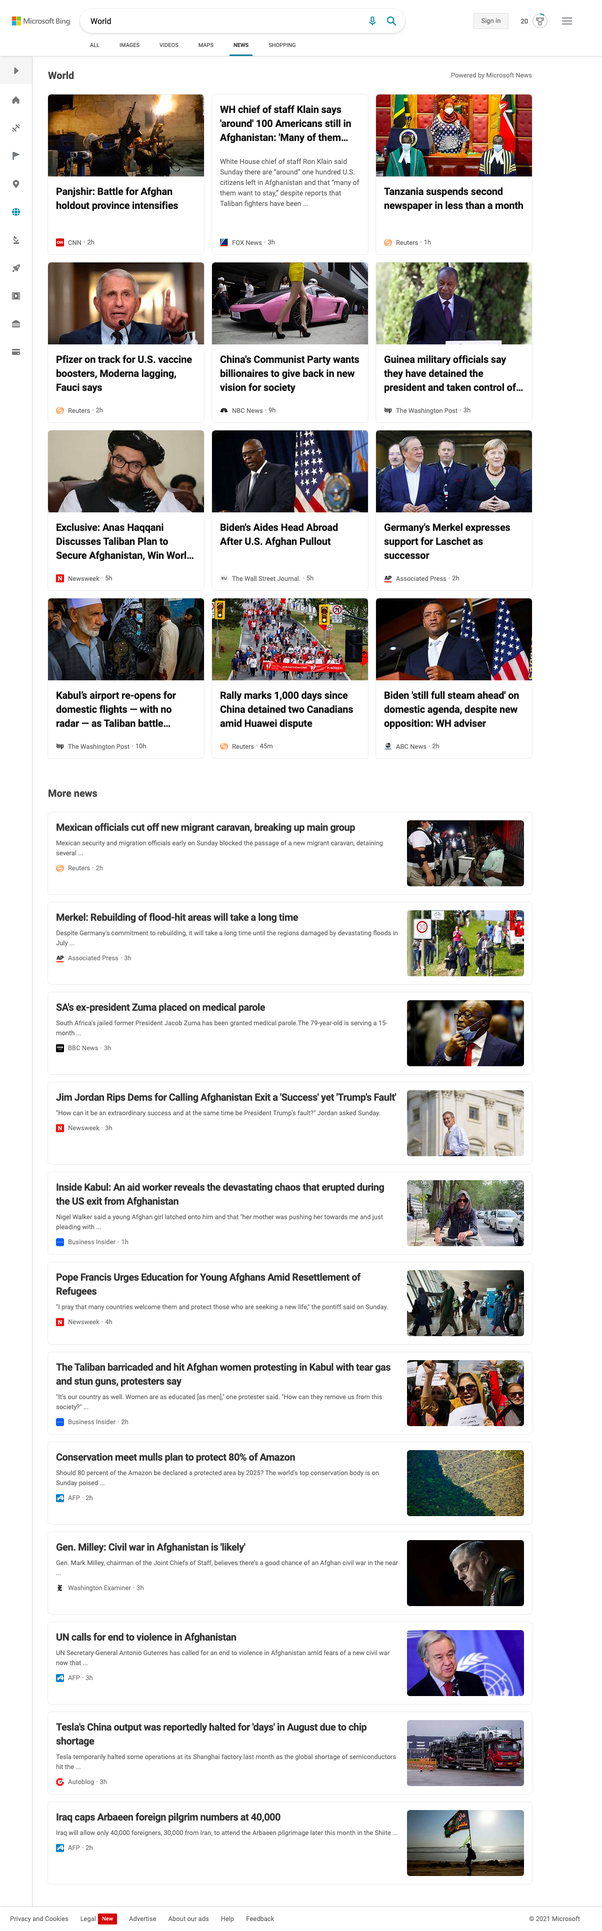 Microsoft Bing
World
Sign in
20
ALL
IMAGES
VIDEOS
MAPS
NEWS
SHOPPING
World
Powered by Microsoft News
Panjshir: Battle for Afghan
holdout province intensifies
CNN · 2h
WH chief of staff Klain says
'around' 100 Americans still in
Afghanistan: 'Many of them...
White House chief of staff Ron Klain said
Sunday there are "around" one hundred U.S.
citizens left in Afghanistan and that "many of
them want to stay," despite reports that
Taliban fighters have been ...
FOX News · 3h
Tanzania suspends second
newspaper in less than a month
Reuters · 1h
Pfizer on track for U.S. vaccine
boosters, Moderna lagging,
Fauci says
Reuters · 2h
China's Communist Party wants
billionaires to give back in new
vision for society
NBC News · 9h
Guinea military officials say
they have detained the
president and taken control of...
The Washington Post · 3h
Exclusive: Anas Haqqani
Discusses Taliban Plan to
Secure Afghanistan, Win Worl...
Newsweek · 5h
Biden's Aides Head Abroad
After U.S. Afghan Pullout
The Wall Street Journal. · 5h
Germany's Merkel expresses
support for Laschet as
successor
Associated Press · 2h
Kabul's airport re-opens for
domestic flights — with no
radar — as Taliban battle...
The Washington Post · 10h
Rally marks 1,000 days since
China detained two Canadians
amid Huawei dispute
Reuters · 45m
Biden 'still full steam ahead' on
domestic agenda, despite new
opposition: WH adviser
ABC News · 2h
More news
Mexican officials cut off new migrant caravan, breaking up main group
Mexican security and migration officials early on Sunday blocked the passage of a new migrant caravan, detaining
several ...
Reuters · 2h
Merkel: Rebuilding of flood-hit areas will take a long time
Despite Germany's commitment to rebuilding, it will take a long time until the regions damaged by devastating floods in
July ...
Associated Press · 3h
SA's ex-president Zuma placed on medical parole
South Africa's jailed former President Jacob Zuma has been granted medical parole.The 79-year-old is serving a 15-
month ...
BBC News · 3h
Jim Jordan Rips Dems for Calling Afghanistan Exit a 'Success' yet 'Trump's Fault'
"How can it be an extraordinary success and at the same time be President Trump's fault?" Jordan asked Sunday.
Newsweek · 3h
Inside Kabul: An aid worker reveals the devastating chaos that erupted during
the US exit from Afghanistan
Nigel Walker said a young Afghan girl latched onto him and that "her mother was pushing her towards me and just
pleading with ...
Business Insider · 1h
Pope Francis Urges Education for Young Afghans Amid Resettlement of
Refugees
"I pray that many countries welcome them and protect those who are seeking a new life," the pontiff said on Sunday.
Newsweek · 4h
The Taliban barricaded and hit Afghan women protesting in Kabul with tear gas
and stun guns, protesters say
"It's our country as well. Women are as educated [as men]," one protester said. "How can they remove us from this
society?" ...
Business Insider · 2h
Conservation meet mulls plan to protect 80% of Amazon
Should 80 percent of the Amazon be declared a protected area by 2025? The world's top conservation body is on
Sunday poised ...
AFP · 2h
Gen. Milley: Civil war in Afghanistan is 'likely'
Gen. Mark Milley, chairman of the Joint Chiefs of Staff, believes there's a good chance of an Afghan civil war in the near
...
Washington Examiner · 3h
UN calls for end to violence in Afghanistan
UN Secretary-General Antonio Guterres has called for an end to violence in Afghanistan amid fears of a new civil war
now that ...
AFP · 3h
Tesla's China output was reportedly halted for 'days' in August due to chip
shortage
Tesla temporarily halted some operations at its Shanghai factory last month as the global shortage of semiconductors
hit the ...
Autoblog · 3h
Iraq caps Arbaeen foreign pilgrim numbers at 40,000
Iraq will allow only 40,000 foreigners, 30,000 from Iran, to attend the Arbaeen pilgrimage later this month in the Shiite ...
AFP · 2h
Privacy and Cookies
Legal
New
Advertise
About our ads
Help
Feedback
© 2021 Microsoft